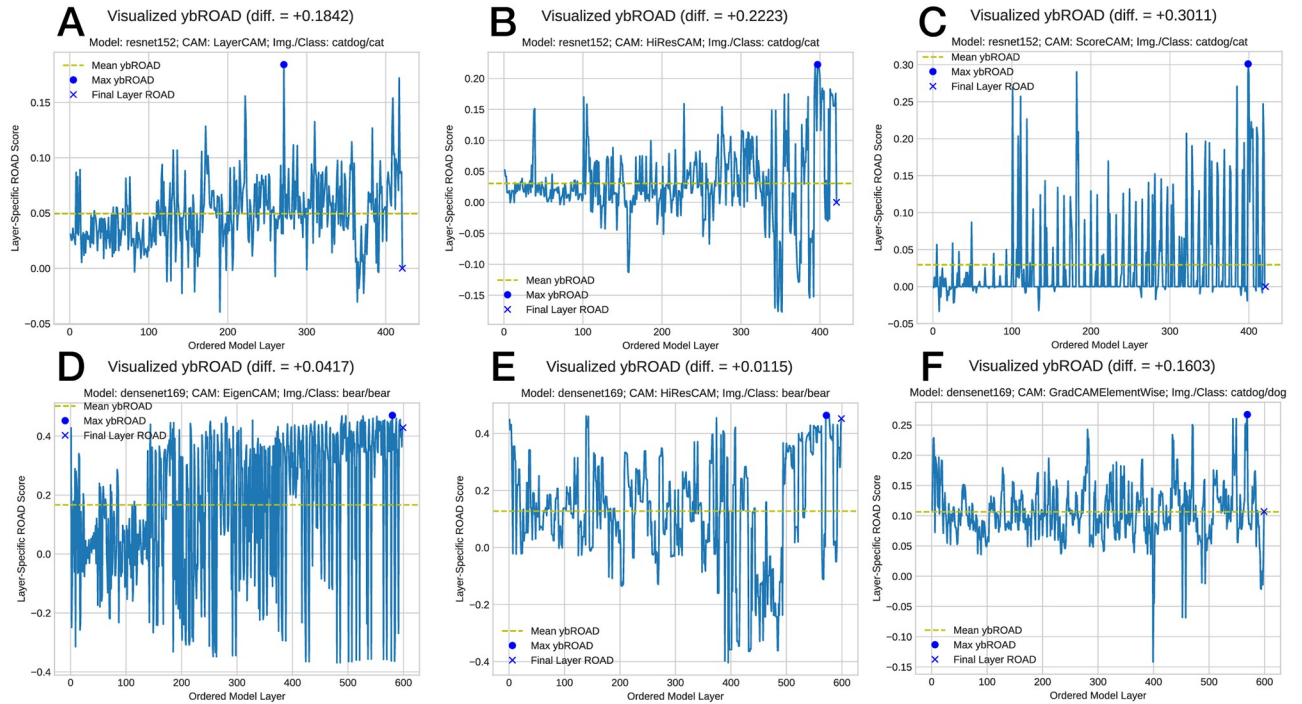 A
Visualized ybROAD (diff. = +0.1842)
Model: resnet152; CAM: LayerCAM; Img./Class: catdog/cat
Mean ybROAD
Max ybROAD
Final Layer ROAD
Layer-Specific ROAD Score
0.15
0.10
0.05
0.00
−0.05
0 100 200 300 400
Ordered Model Layer
B
Visualized ybROAD (diff. = +0.2223)
Model: resnet152; CAM: HiResCAM; Img./Class: catdog/cat
Layer-Specific ROAD Score
0.20
0.15
0.10
0.05
0.00
−0.05
−0.10
−0.15
Mean ybROAD
Max ybROAD
Final Layer ROAD
0 100 200 300 400
Ordered Model Layer
C
Visualized ybROAD (diff. = +0.3011)
Model: resnet152; CAM: ScoreCAM; Img./Class: catdog/cat
Mean ybROAD
Max ybROAD
Final Layer ROAD
Layer-Specific ROAD Score
0.30
0.25
0.20
0.15
0.10
0.05
0.00
−0.05
0 100 200 300 400
Ordered Model Layer
D
Visualized ybROAD (diff. = +0.0417)
Model: densenet169; CAM: EigenCAM; Img./Class: bear/bear
Mean ybROAD
Max ybROAD
Final Layer ROAD
Layer-Specific ROAD Score
0.4
0.2
0.0
−0.2
−0.4
0 100 200 300 400 500 600
Ordered Model Layer
E
Visualized ybROAD (diff. = +0.0115)
Model: densenet169; CAM: HiResCAM; Img./Class: bear/bear
Layer-Specific ROAD Score
0.4
0.2
0.0
−0.2
−0.4
Mean ybROAD
Max ybROAD
Final Layer ROAD
0 100 200 300 400 500 600
Ordered Model Layer
F
Visualized ybROAD (diff. = +0.1603)
Model: densenet169; CAM: GradCAMElementWise; Img./Class: catdog/dog
Layer-Specific ROAD Score
0.25
0.20
0.15
0.10
0.05
0.00
−0.05
−0.10
−0.15
Mean ybROAD
Max ybROAD
Final Layer ROAD
0 100 200 300 400 500 600
Ordered Model Layer